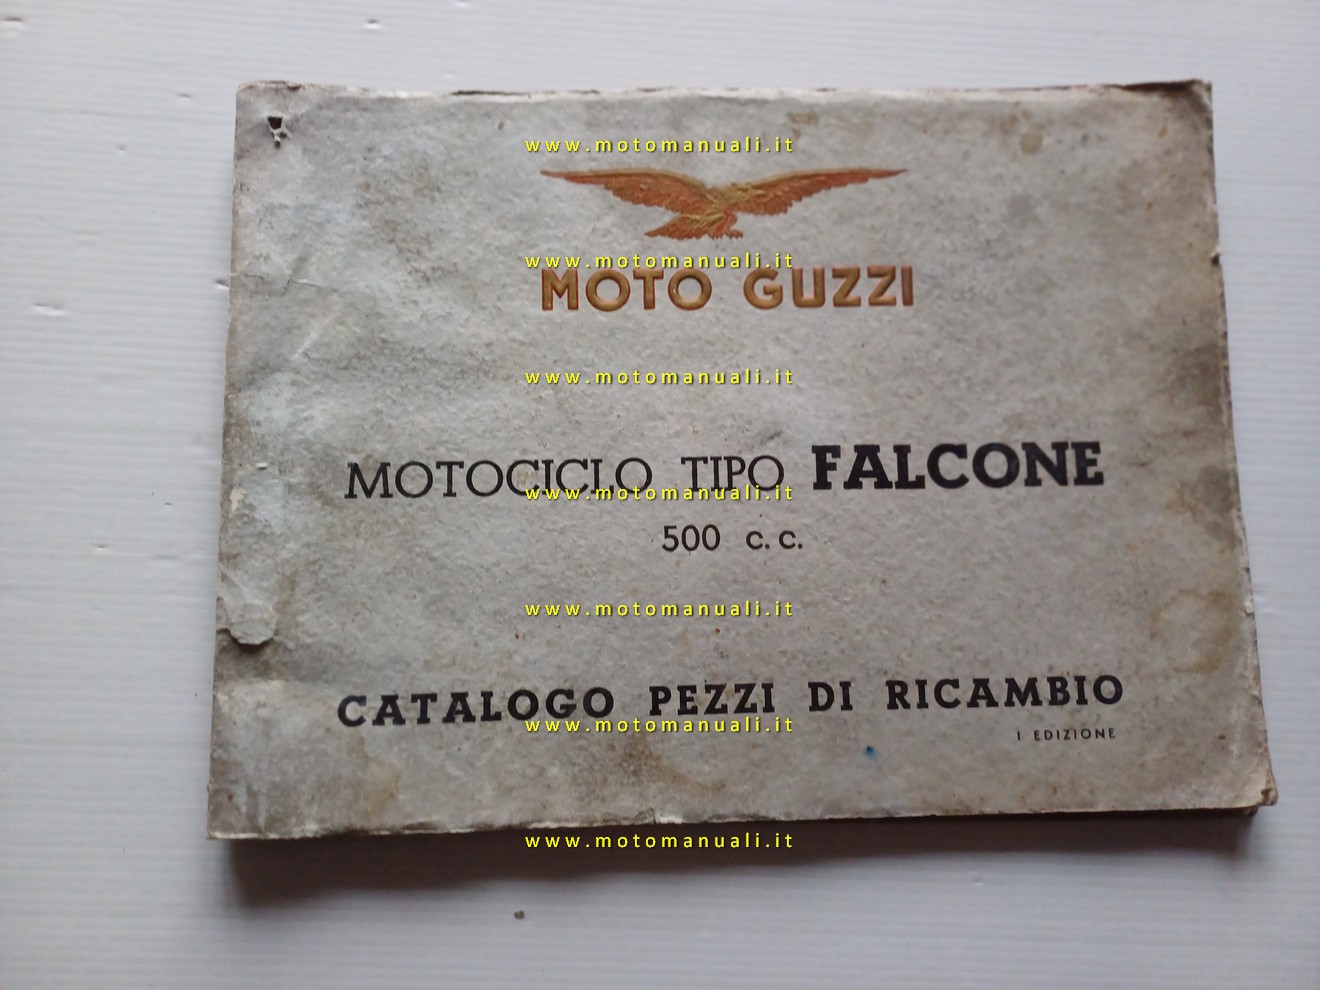 www.motomanuali.it
www.motomanuali.it
MOTO GUZZI
www.motomanuali.it
MOTOCICLO TIPO FALCONE
www.motomanuali.it
500 c.c.
www.motomanuali.it
CATALOGO PEZZI DI RICAMBIO
www.motomanuali.it
I EDIZIONE
www.motomanuali.it